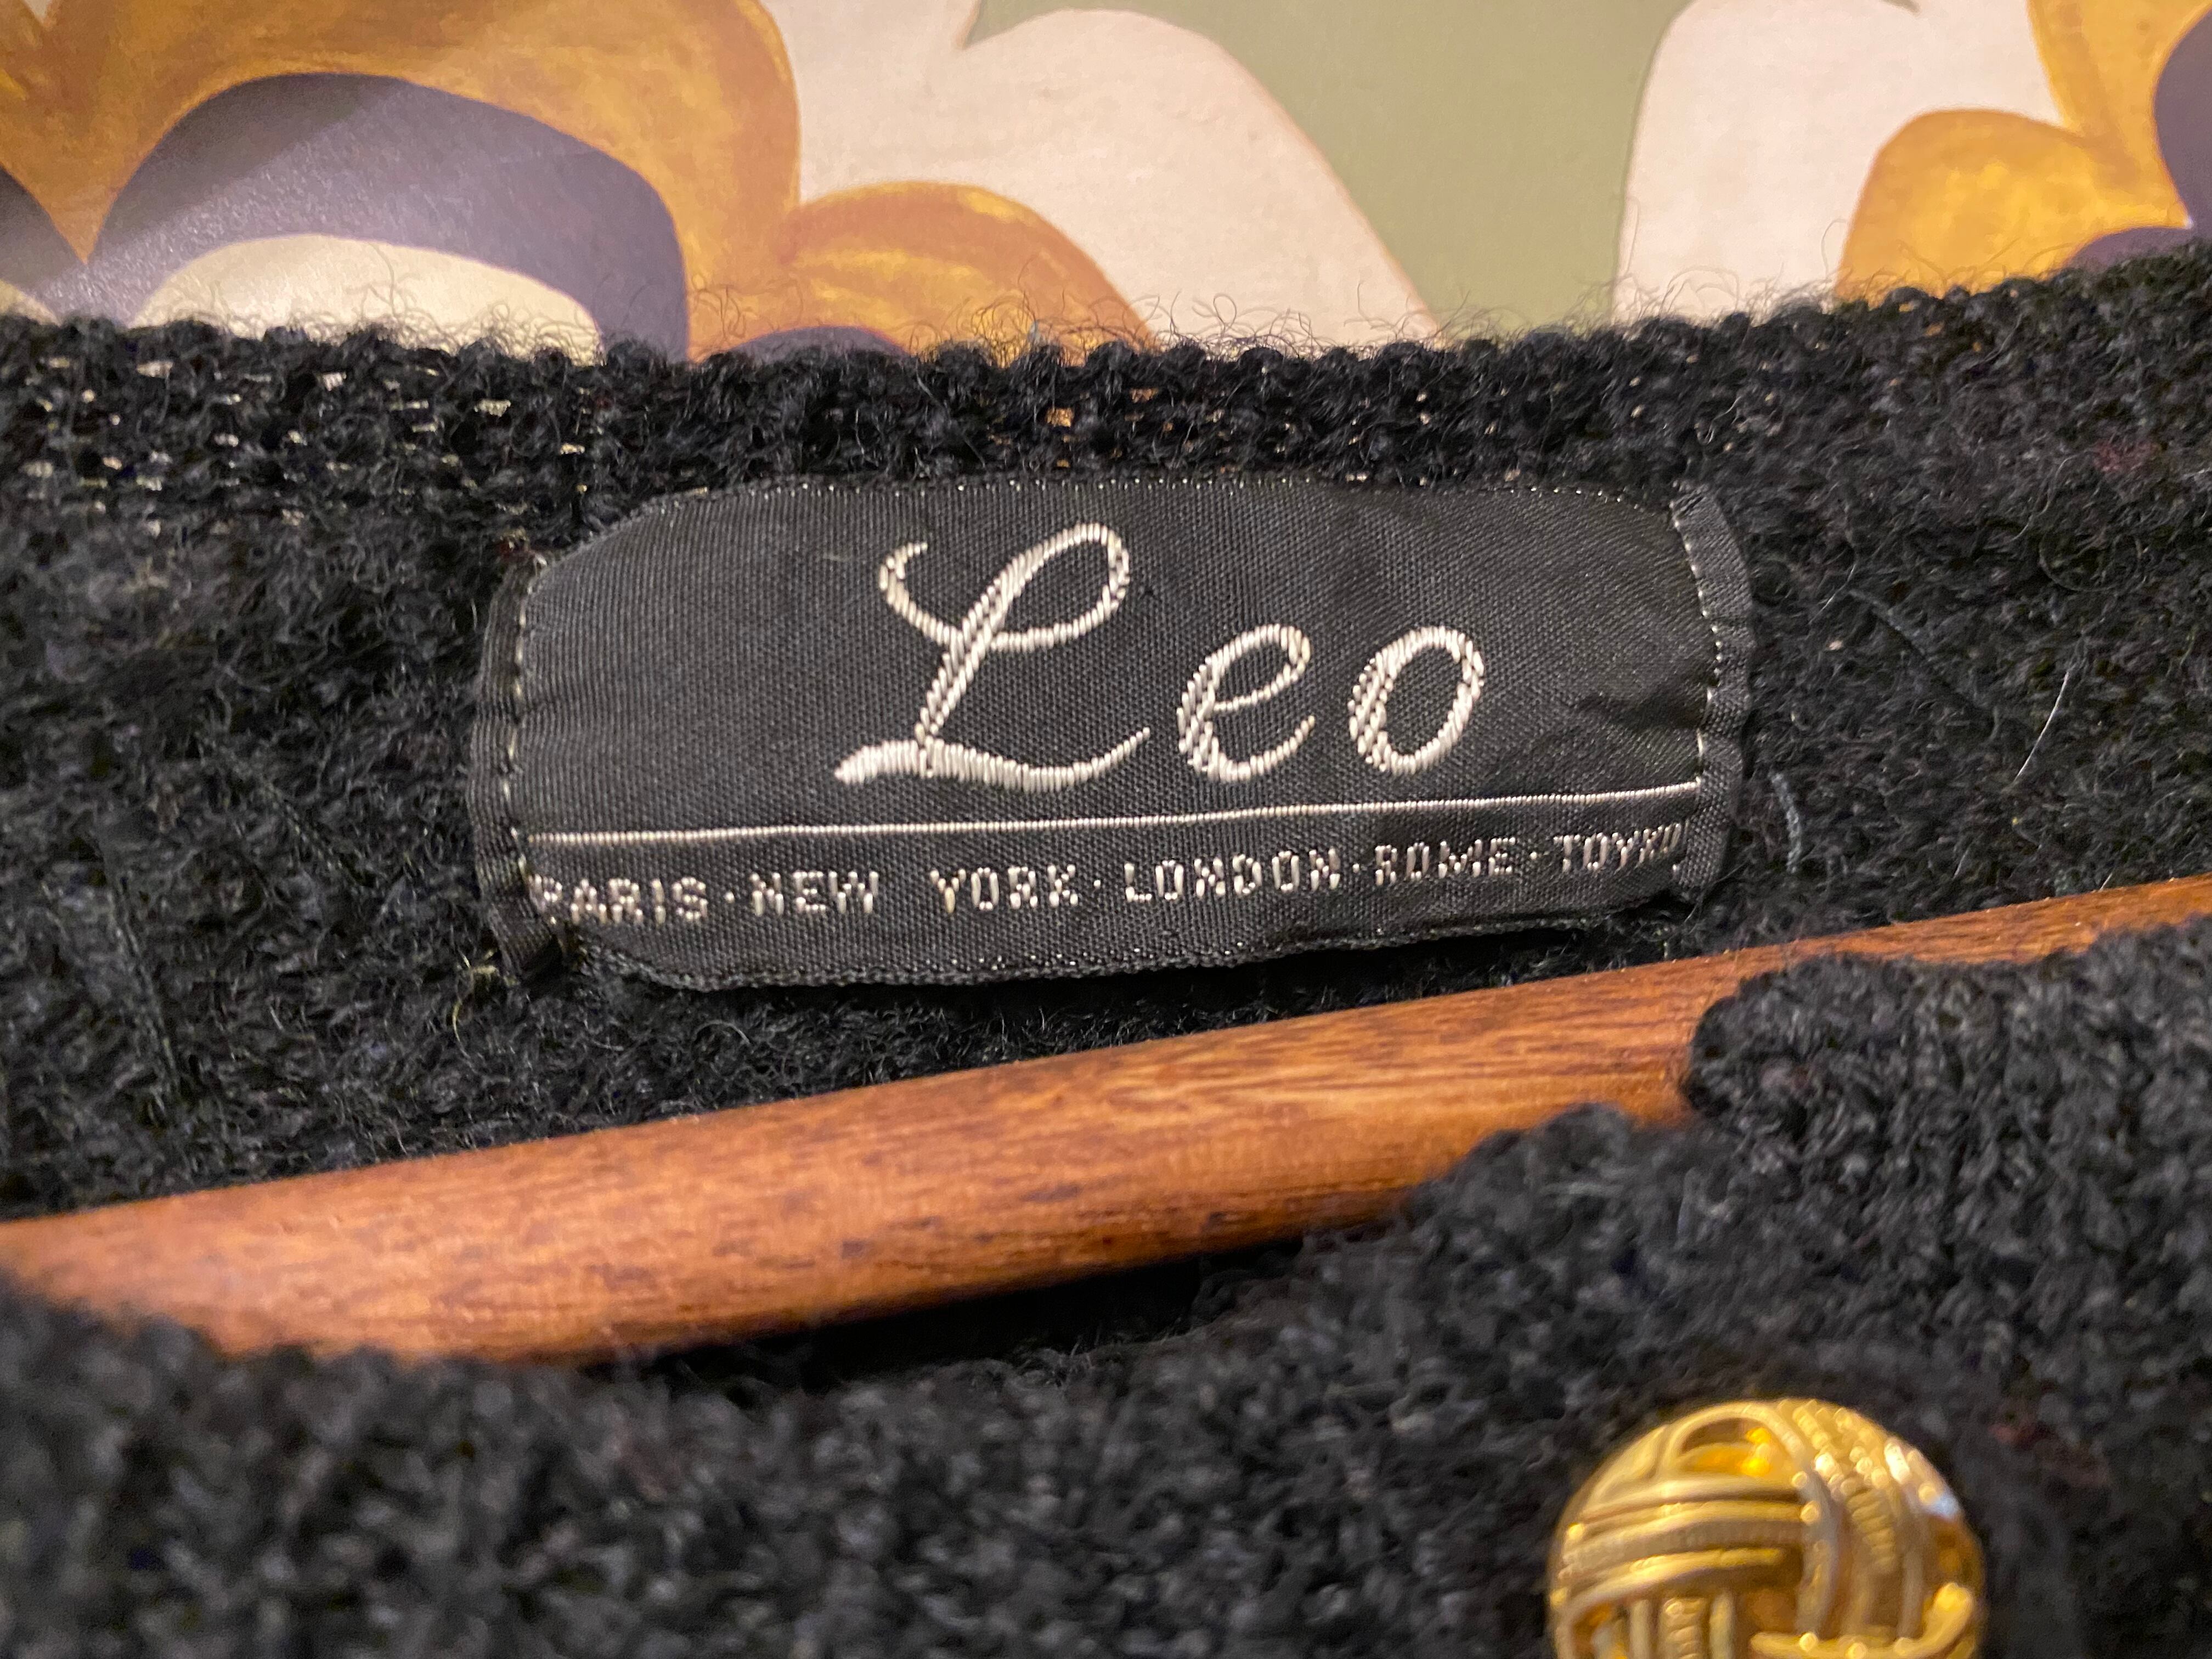 Leo
PARIS · NEW YORK · LONDON · ROME · TOYKO